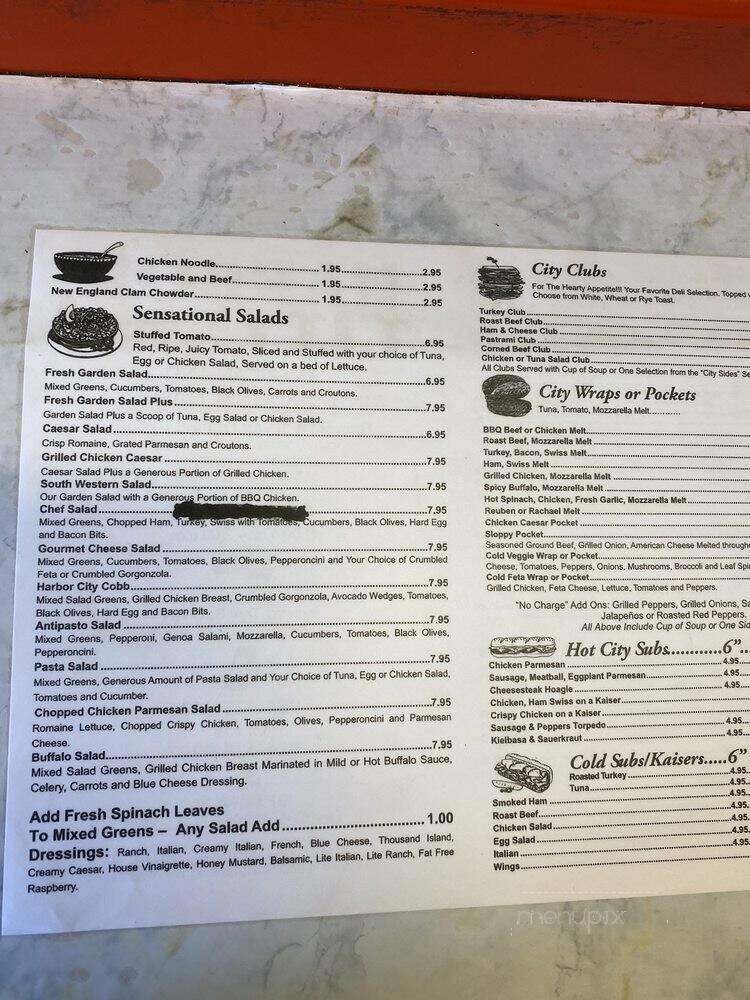 Chicken Noodle 1.95 2.95
Vegetable and Beef 1.95 2.95
New England Clam Chowder 1.95 2.95
Sensational Salads
Stuffed Tomato 6.95
Red, Ripe, Juicy Tomato, Sliced and Stuffed with your choice of Tuna,
Egg or Chicken Salad, Served on a bed of Lettuce.
Fresh Garden Salad 6.95
Mixed Greens, Cucumbers, Tomatoes, Black Olives, Carrots and Croutons.
Fresh Garden Salad Plus 7.95
Garden Salad Plus a Scoop of Tuna, Egg Salad or Chicken Salad.
Caesar Salad 6.95
Crisp Romaine, Grated Parmesan and Croutons.
Grilled Chicken Caesar 7.95
Caesar Salad Plus a Generous Portion of Grilled Chicken.
South Western Salad 7.95
Our Garden Salad with a Generous Portion of BBQ Chicken.
Chef Salad 7.95
Mixed Greens, Chopped Ham, Turkey, Swiss with Tomatoes, Cucumbers, Black Olives, Hard Egg
and Bacon Bits.
Gourmet Cheese Salad 7.95
Mixed Greens, Cucumbers, Tomatoes, Black Olives, Pepperoncini and Your Choice of Crumbled
Feta or Crumbled Gorgonzola.
Harbor City Cobb 7.95
Mixed Salad Greens, Grilled Chicken Breast, Crumbled Gorgonzola, Avocado Wedges, Tomatoes,
Black Olives, Hard Egg and Bacon Bits.
Antipasto Salad 7.95
Mixed Greens, Pepperoni, Genoa Salami, Mozzarella, Cucumbers, Tomatoes, Black Olives,
Pepperoncini.
Pasta Salad 7.95
Mixed Greens, Generous Amount of Pasta Salad and Your Choice of Tuna, Egg or Chicken Salad,
Tomatoes and Cucumber.
Chopped Chicken Parmesan Salad 7.95
Romaine Lettuce, Chopped Crispy Chicken, Tomatoes, Olives, Pepperoncini and Parmesan
Cheese.
Buffalo Salad 7.95
Mixed Salad Greens, Grilled Chicken Breast Marinated in Mild or Hot Buffalo Sauce,
Celery, Carrots and Blue Cheese Dressing.
Add Fresh Spinach Leaves
To Mixed Greens – Any Salad Add 1.00
Dressings: Ranch, Italian, Creamy Italian, French, Blue Cheese, Thousand Island,
Creamy Caesar, House Vinaigrette, Honey Mustard, Balsamic, Lite Italian, Lite Ranch, Fat Free
Raspberry.
City Clubs
For The Hearty Appetite!!! Your Favorite Deli Selection. Topped
Choose from White, Wheat or Rye Toast.
Turkey Club
Roast Beef Club
Ham & Cheese Club
Pastrami Club
Corned Beef Club
Chicken or Tuna Salad Club
All Clubs Served with Cup of Soup or One Selection from the "City Sides"
City Wraps or Pockets
Tuna, Tomato, Mozzarella Melt
BBQ Beef or Chicken Melt
Roast Beef, Mozzarella Melt
Turkey, Bacon, Swiss Melt
Ham, Swiss Melt
Grilled Chicken, Mozzarella Melt
Spicy Buffalo, Mozzarella Melt
Hot Spinach, Chicken, Fresh Garlic, Mozzarella Melt
Reuben or Rachael Melt
Chicken Caesar Pocket
Sloppy Pocket
Seasoned Ground Beef, Grilled Onion, American Cheese Melted
Cold Veggie Wrap or Pocket
Cheese, Tomatoes, Peppers, Onions, Mushrooms, Broccoli and Leaf
Cold Feta Wrap or Pocket
Grilled Chicken, Feta Cheese, Lettuce, Tomatoes and Peppers.
"No Charge" Add Ons: Grilled Peppers, Grilled Onions,
Jalapeños or Roasted Red Peppers.
All Above Include Cup of Soup or One
Hot City Subs 6"
Chicken Parmesan 4.95
Sausage, Meatball, Eggplant Parmesan 4.95
Cheesesteak Hoagie 4.95
Chicken, Ham Swiss on a Kaiser
Crispy Chicken on a Kaiser
Sausage & Peppers Torpedo 4.95
Kielbasa & Sauerkraut 4.95
Cold Subs/Kaisers 6"
Roasted Turkey 4.95
Tuna 4.95
Smoked Ham 4.95
Roast Beef 4.95
Chicken Salad 4.95
Egg Salad 4.95
Italian 4.95
Wings
menupix